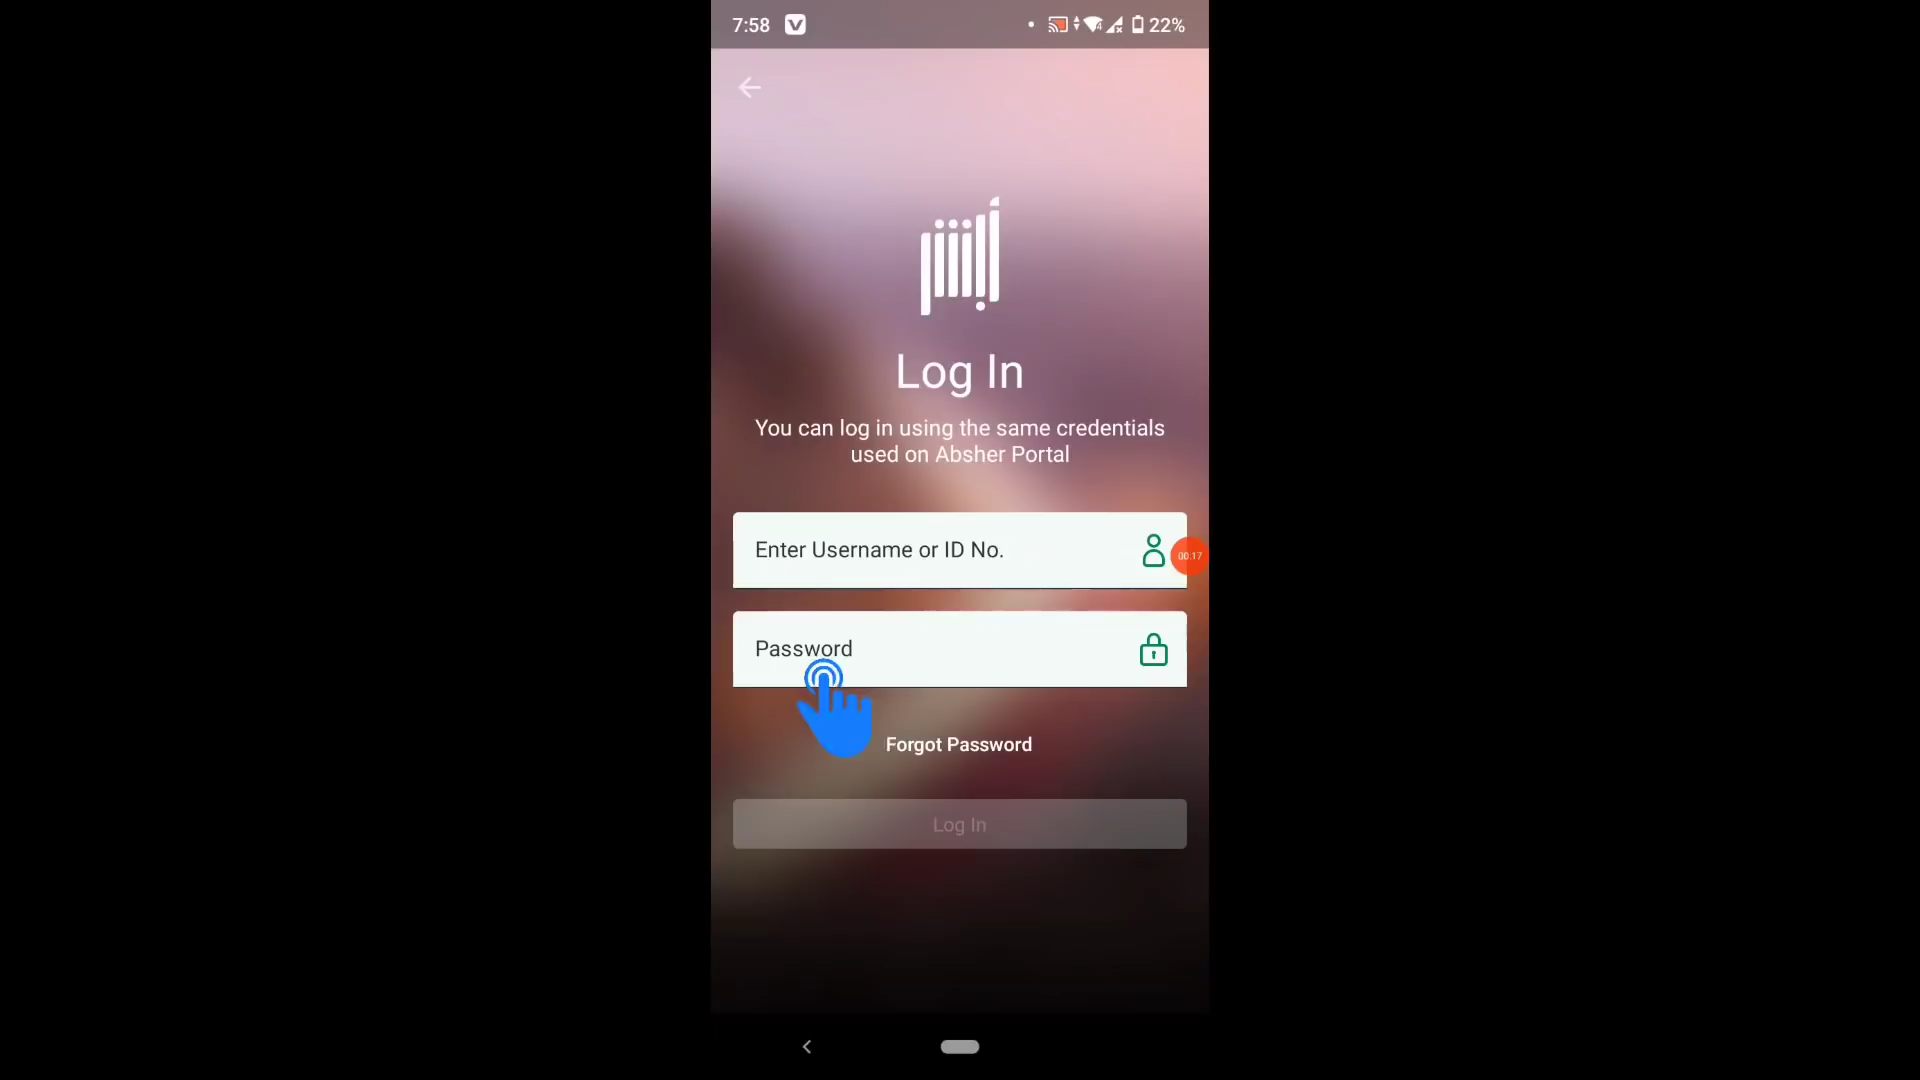 7:58
22%
أبشر
Log In
You can log in using the same credentials
used on Absher Portal
Enter Username or ID No.
00:17
Password
Forgot Password
Log In